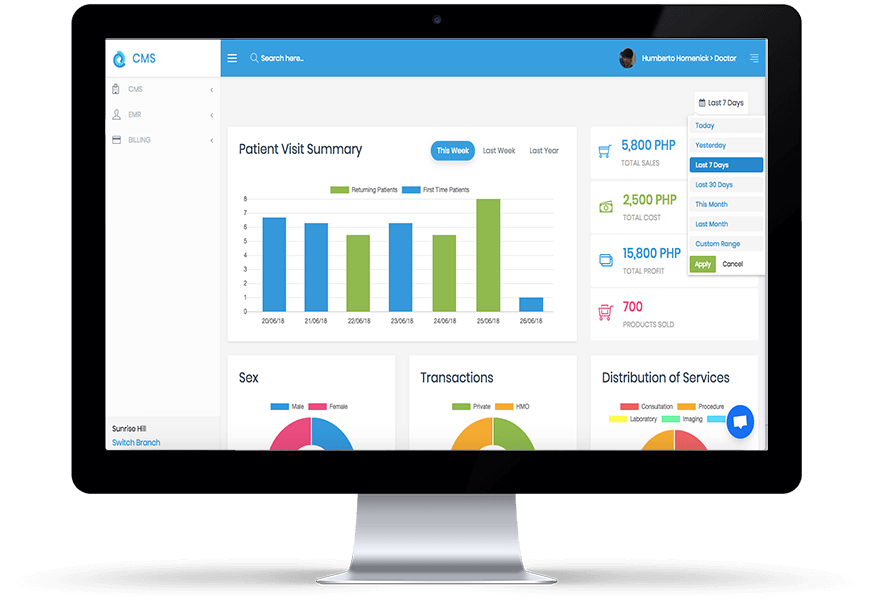 CMS
Search here..
Humberto Homenick > Doctor
CMS
EMR
BILLING
Last 7 Days
Today
Yesterday
Last 7 Days
Last 30 Days
This Month
Last Month
Custom Range
Apply Cancel
Patient Visit Summary
This Week Last Week Last Year
Returning Patients First Time Patients
8
7
6
5
4
3
2
1
0
20/06/18 21/06/18 22/06/18 23/06/18 24/06/18 25/06/18 26/06/18
5,800 PHP
TOTAL SALES
2,500 PHP
TOTAL COST
15,800 PHP
TOTAL PROFIT
700
PRODUCTS SOLD
Sex
Male Female
Transactions
Private HMO
Distribution of Services
Consultation Procedure
Laboratory Imaging
Sunrise Hill
Switch Branch